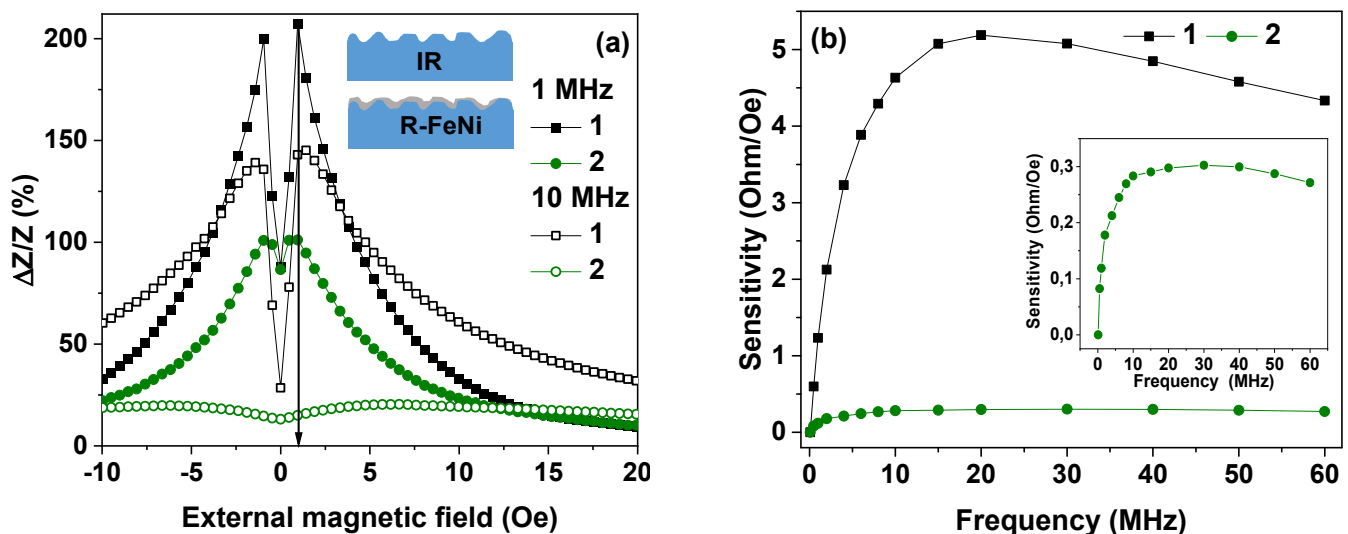 (a)
200
150
100
50
0
ΔZ/Z (%)
-10 -5 0 5 10 15 20
External magnetic field (Oe)
IR
R-FeNi
1 MHz
1
2
10 MHz
1
2
(b)
1 2
5
4
3
2
1
0
Sensitivity (Ohm/Oe)
0 10 20 30 40 50 60
Frequency (MHz)
0,3
0,2
0,1
0,0
Sensitivity (Ohm/Oe)
0 10 20 30 40 50 60
Frequency (MHz)